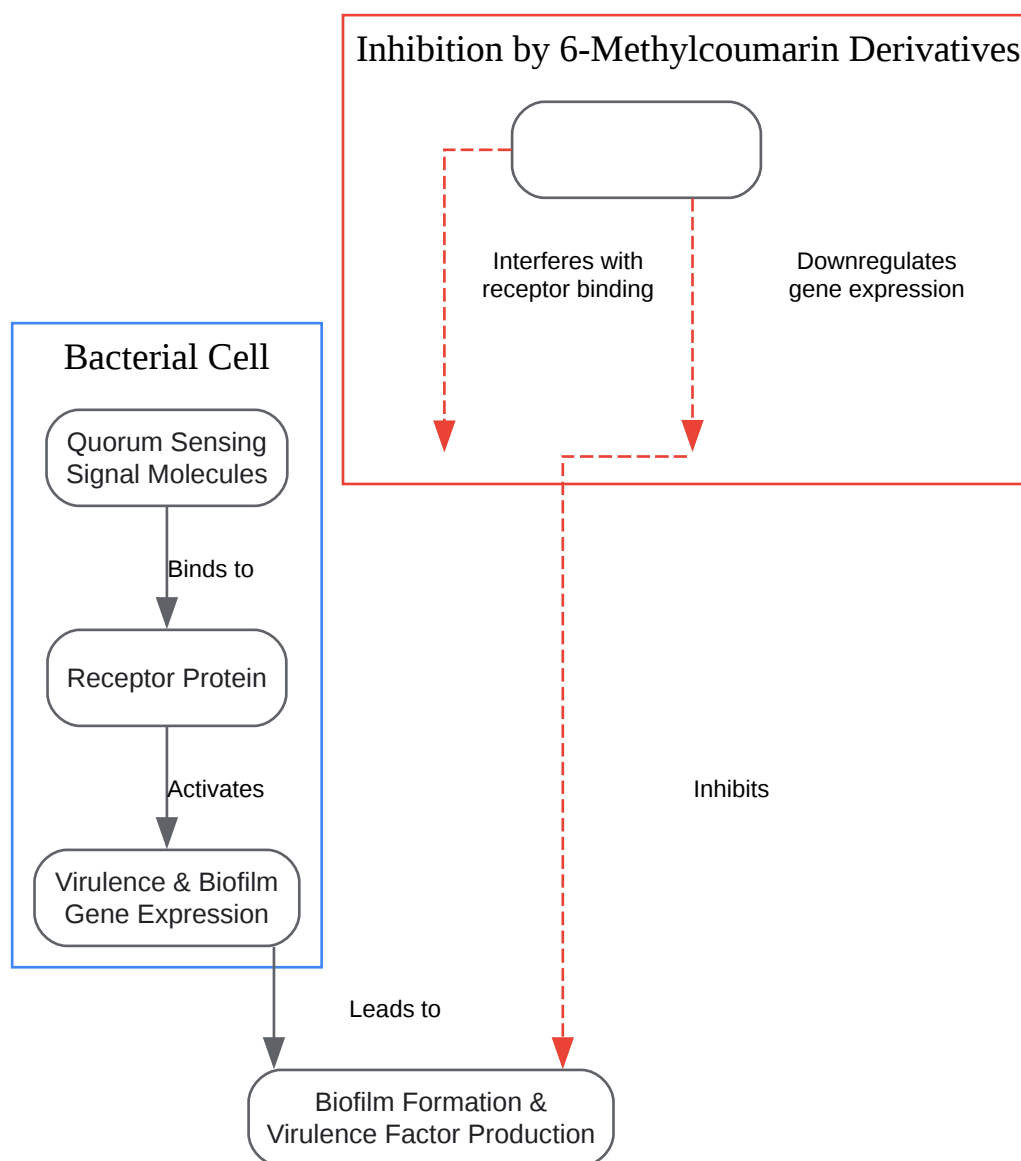 Inhibition by 6-Methylcoumarin Derivatives
Interferes with
receptor binding
Downregulates
gene expression
Bacterial Cell
Quorum Sensing
Signal Molecules
Binds to
Receptor Protein
Activates
Inhibits
Virulence & Biofilm
Gene Expression
Leads to
Biofilm Formation &
Virulence Factor Production